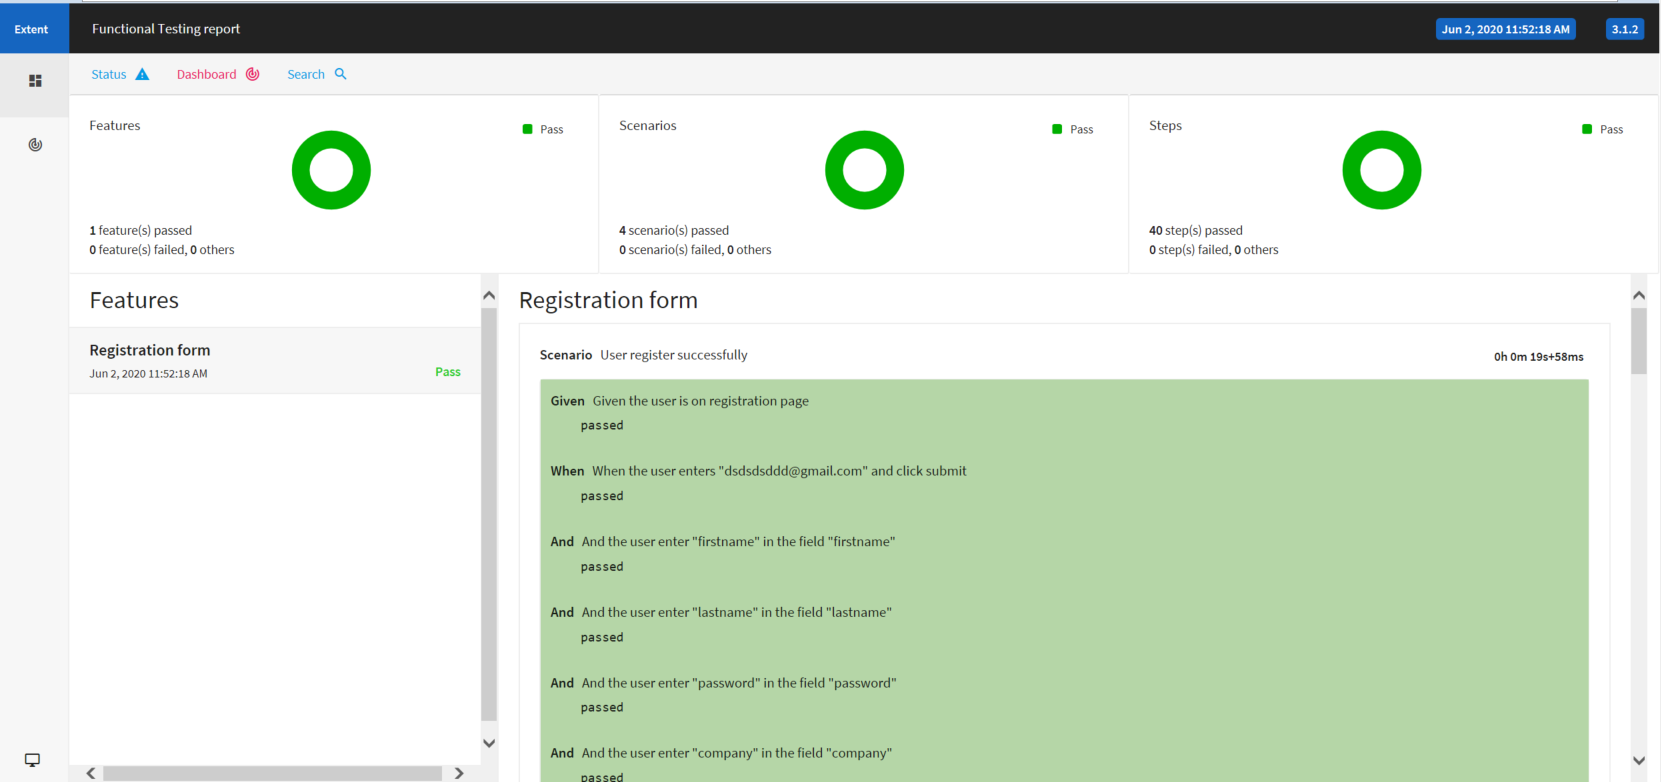 Extent
Functional Testing report
Jun 2, 2020 11:52:18 AM
3.1.2
Status
Dashboard
Search
Features
Pass
1 feature(s) passed
0 feature(s) failed, 0 others
Scenarios
Pass
4 scenario(s) passed
0 scenario(s) failed, 0 others
Steps
Pass
40 step(s) passed
0 step(s) failed, 0 others
Features
Registration form
Jun 2, 2020 11:52:18 AM
Pass
Registration form
Scenario User register successfully
0h 0m 19s+58ms
Given Given the user is on registration page
passed
When When the user enters "dsdsdsddd@gmail.com" and click submit
passed
And And the user enter "firstname" in the field "firstname"
passed
And And the user enter "lastname" in the field "lastname"
passed
And And the user enter "password" in the field "password"
passed
And And the user enter "company" in the field "company"
passed